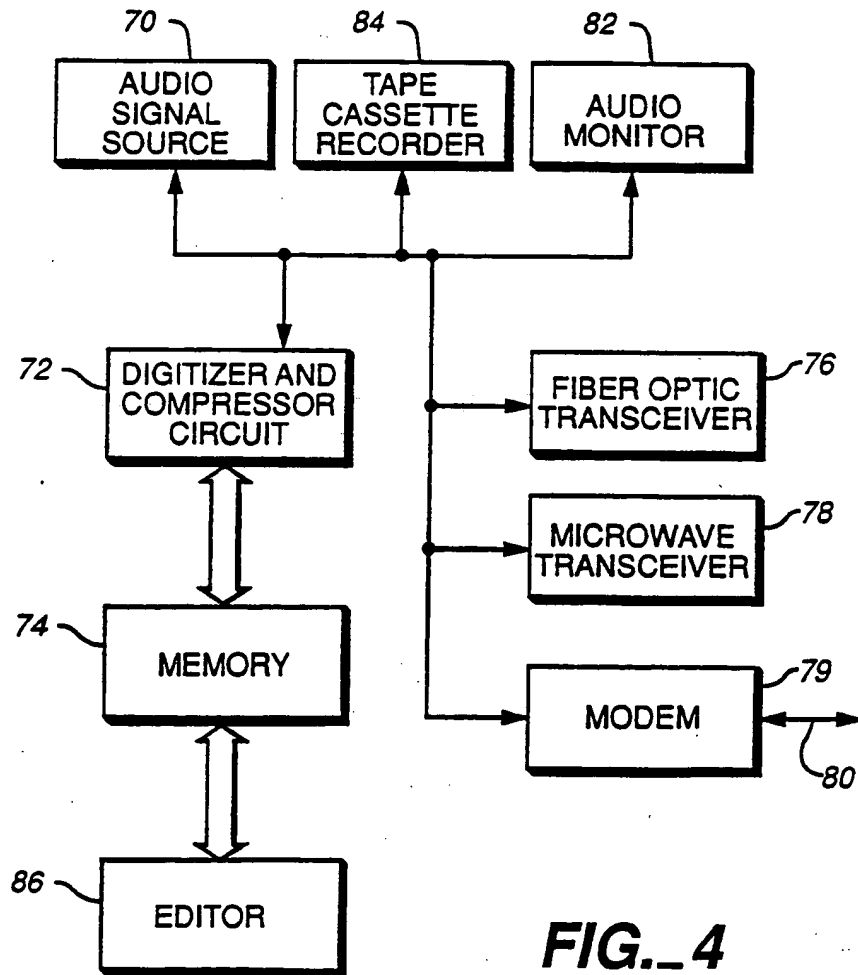 70
84
82
AUDIO
SIGNAL
SOURCE
TAPE
CASSETTE
RECORDER
AUDIO
MONITOR
72
DIGITIZER AND
COMPRESSOR
CIRCUIT
76
FIBER OPTIC
TRANSCEIVER
78
MICROWAVE
TRANSCEIVER
74
MEMORY
79
MODEM
80
86
EDITOR
FIG._4